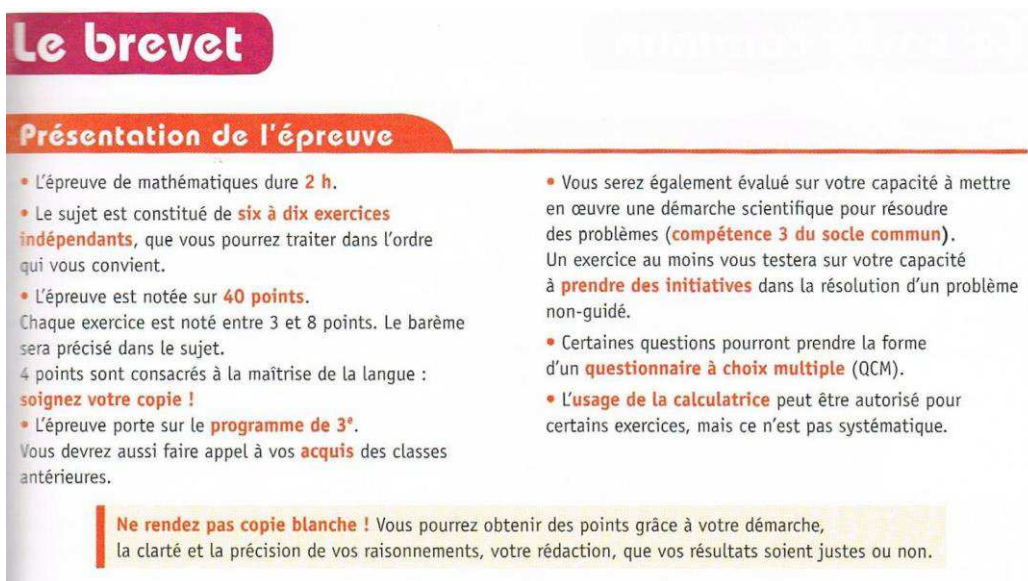 Le brevet
Présentation de l'épreuve
• L'épreuve de mathématiques dure 2 h.
• Le sujet est constitué de six à dix exercices
indépendants, que vous pourrez traiter dans l'ordre
qui vous convient.
• L'épreuve est notée sur 40 points.
Chaque exercice est noté entre 3 et 8 points. Le barème
sera précisé dans le sujet.
4 points sont consacrés à la maîtrise de la langue :
soignez votre copie !
• L'épreuve porte sur le programme de 3e.
Vous devrez aussi faire appel à vos acquis des classes
antérieures.
• Vous serez également évalué sur votre capacité à mettre
en œuvre une démarche scientifique pour résoudre
des problèmes (compétence 3 du socle commun).
Un exercice au moins vous testera sur votre capacité
à prendre des initiatives dans la résolution d'un problème
non-guidé.
• Certaines questions pourront prendre la forme
d'un questionnaire à choix multiple (QCM).
• L'usage de la calculatrice peut être autorisé pour
certains exercices, mais ce n'est pas systématique.
Ne rendez pas copie blanche ! Vous pourrez obtenir des points grâce à votre démarche,
la clarté et la précision de vos raisonnements, votre rédaction, que vos résultats soient justes ou non.